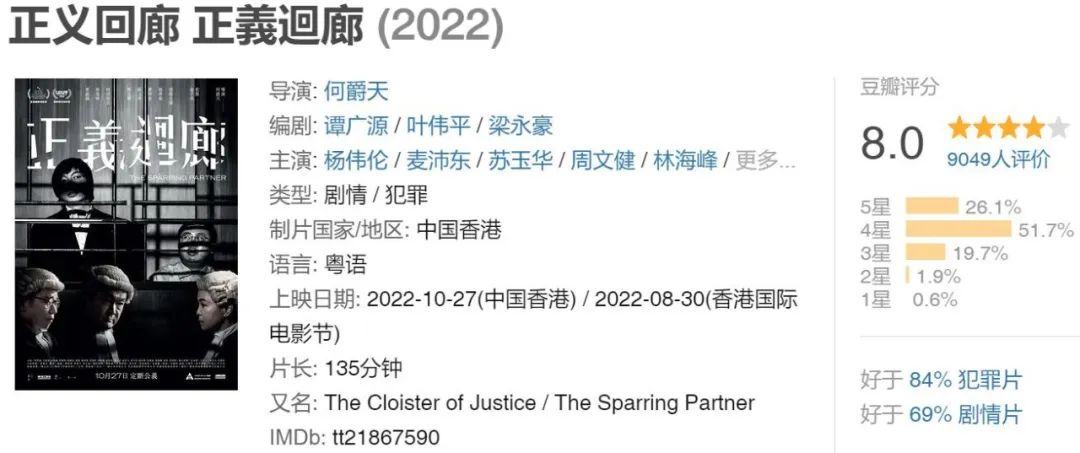 正义回廊 正義迴廊 (2022)
正義迴廊
THE SPARRING PARTNER
10月27日 定斷公義
导演: 何爵天
编剧: 谭广源 / 叶伟平 / 梁永豪
主演: 杨伟伦 / 麦沛东 / 苏玉华 / 周文健 / 林海峰 / 更多...
类型: 剧情 / 犯罪
制片国家/地区: 中国香港
语言: 粤语
上映日期: 2022-10-27(中国香港) / 2022-08-30(香港国际
电影节)
片长: 135分钟
又名: The Cloister of Justice / The Sparring Partner
IMDb: tt21867590
豆瓣评分
8.0
9049人评价
5星 26.1%
4星 51.7%
3星 19.7%
2星 1.9%
1星 0.6%
好于 84% 犯罪片
好于 69% 剧情片